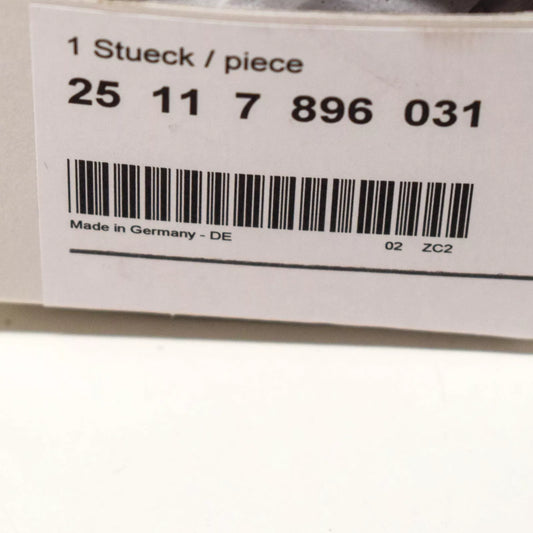 1 Stueck / piece
25 11 7 896 031
Made in Germany - DE 02 ZC2